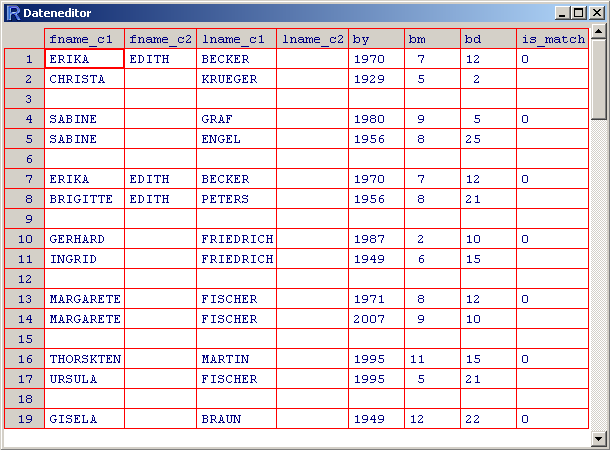 Dateneditor
fname_c1 fname_c2 lname_c1 lname_c2 by bm bd is_match
1 ERIKA EDITH BECKER 1970 7 12 0
2 CHRISTA KRUEGER 1929 5 2
3
4 SABINE GRAF 1980 9 5 0
5 SABINE ENGEL 1956 8 25
6
7 ERIKA EDITH BECKER 1970 7 12 0
8 BRIGITTE EDITH PETERS 1956 8 21
9
10 GERHARD FRIEDRICH 1987 2 10 0
11 INGRID FRIEDRICH 1949 6 15
12
13 MARGARETE FISCHER 1971 8 12 0
14 MARGARETE FISCHER 2007 9 10
15
16 THORSKTEN MARTIN 1995 11 15 0
17 URSULA FISCHER 1995 5 21
18
19 GISELA BRAUN 1949 12 22 0